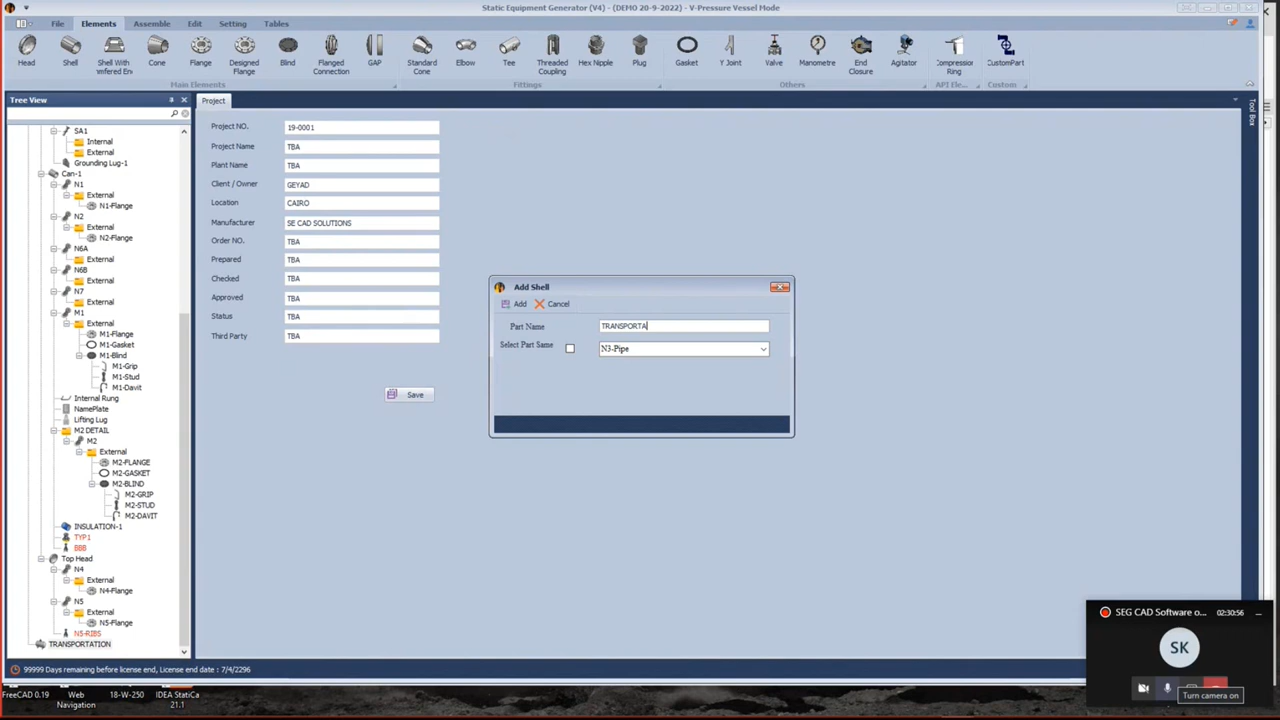 Static Equipment Generator (V4) - (DEMO 20-9-2022) - V-Pressure Vessel Mode
File Elements Assemble Edit Setting Tables
Head Shell Shell With Cone Flange Designed Flange Blind Flanged Connection GAP Standard Cone Elbow Tee Threaded Coupling Hex Nipple Plug Gasket Y Joint Valve Manometre End Closure Agitator Compressor Ring CustomPart
Main Elements Fittings Others API Ele... Custom
Tree View
Project
Tool Box
SA1
Internal
External
Grounding Lug-1
Can-1
N1
External
N1-Flange
N2
External
N2-Flange
N6A
External
N6B
External
N7
External
M1
External
M1-Flange
M1-Gasket
M1-Blind
M1-Grip
M1-Stud
M1-Davit
Internal Rung
NamePlate
Lifting Lug
M2 DETAIL
M2
External
M2-FLANGE
M2-GASKET
M2-BLIND
M2-GRIP
M2-STUD
M2-DAVIT
INSULATION-1
TYP1
BBB
Top Head
N4
External
N4-Flange
N5
External
N5-Flange
N5-RIBS
TRANSPORTATION
Project NO. 19-0001
Project Name TBA
Plant Name TBA
Client / Owner GEYAD
Location CAIRO
Manufacturer SE CAD SOLUTIONS
Order NO. TBA
Prepared TBA
Checked TBA
Approved TBA
Status TBA
Third Party TBA
Save
Add Shell
Add Cancel
Part Name TRANSPORTA
Select Part Same N3-Pipe
99999 Days remaining before license end, License end date : 7/4/2296
FreeCAD 0.19 Web Navigation 18-W-250 IDEA StatiCa 21.1
SEG CAD Software o... 02:30:56
SK
Turn camera on